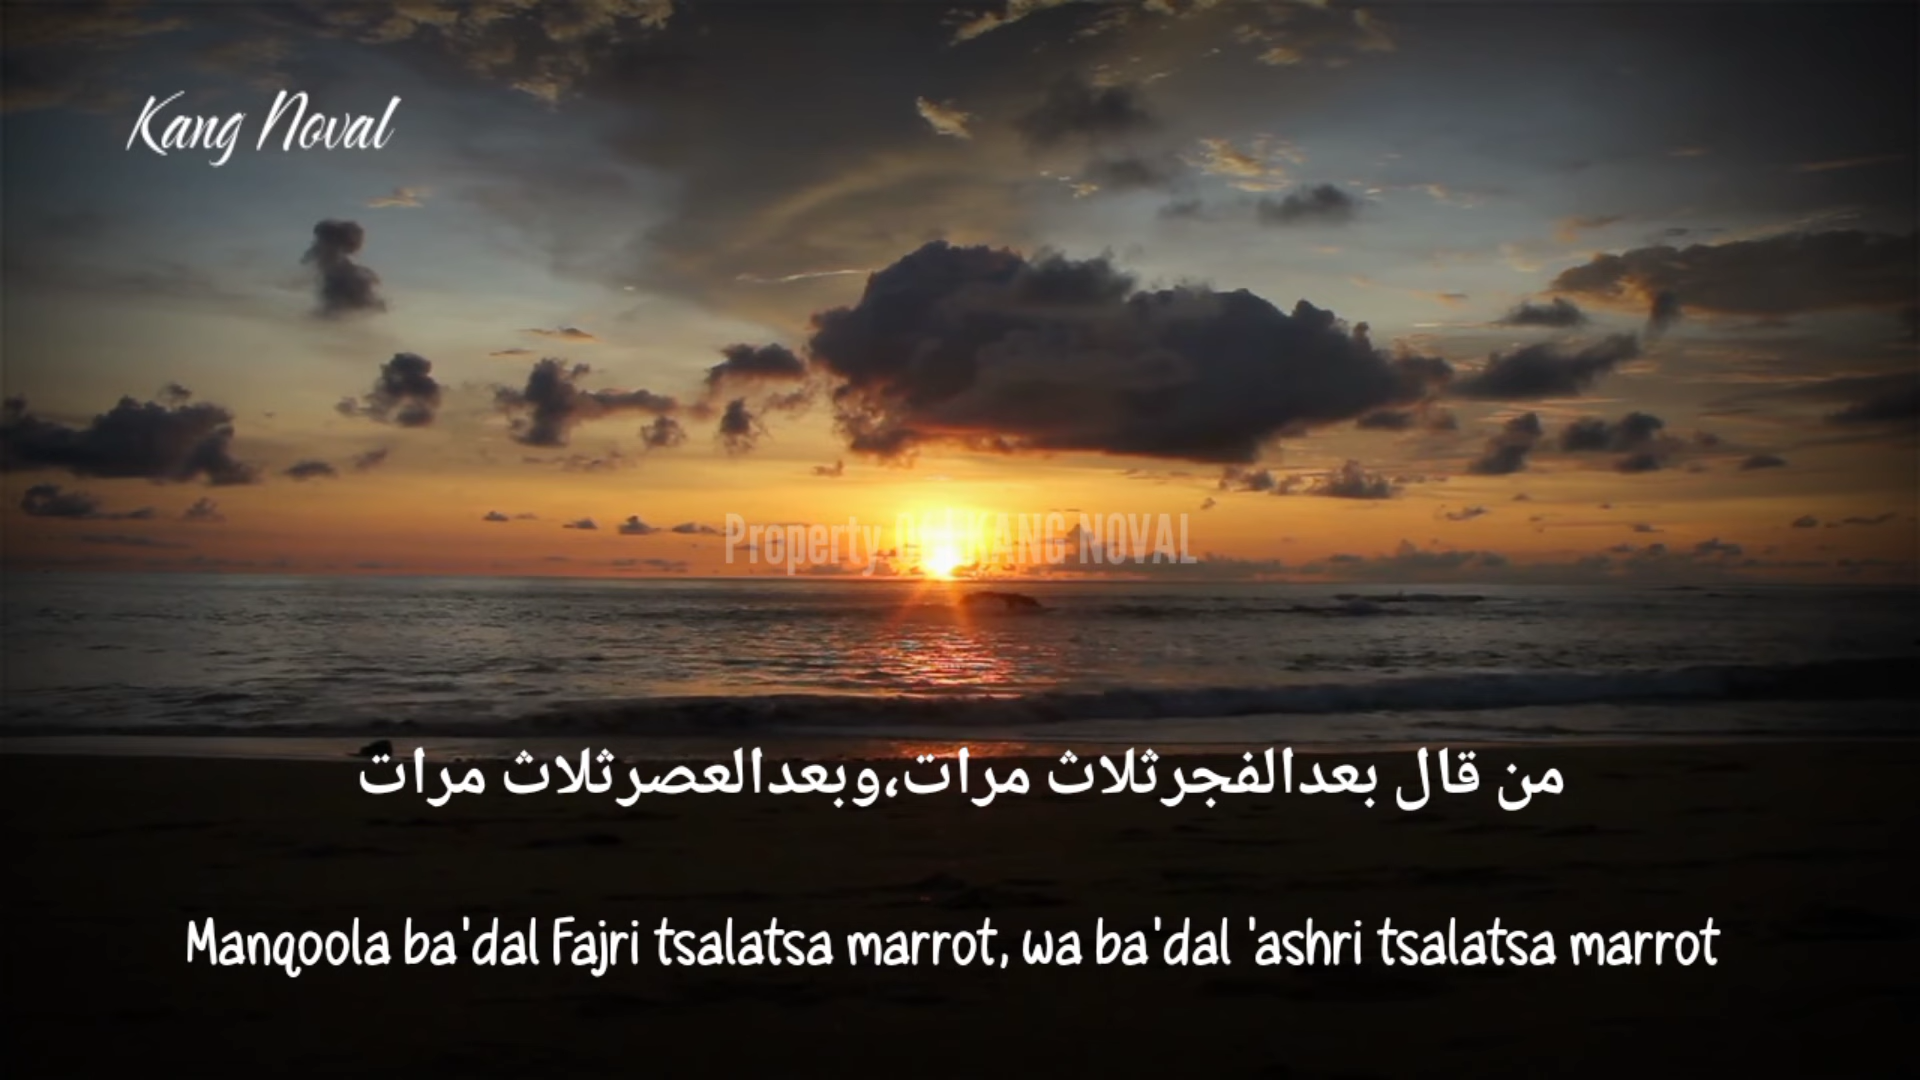 Kang Noval
Property Of KANG NOVAL
من قال بعدالفجرثلاث مرات،وبعدالعصرثلاث مرات
Manqoola ba'dal Fajri tsalatsa marrot, wa ba'dal 'ashri tsalatsa marrot